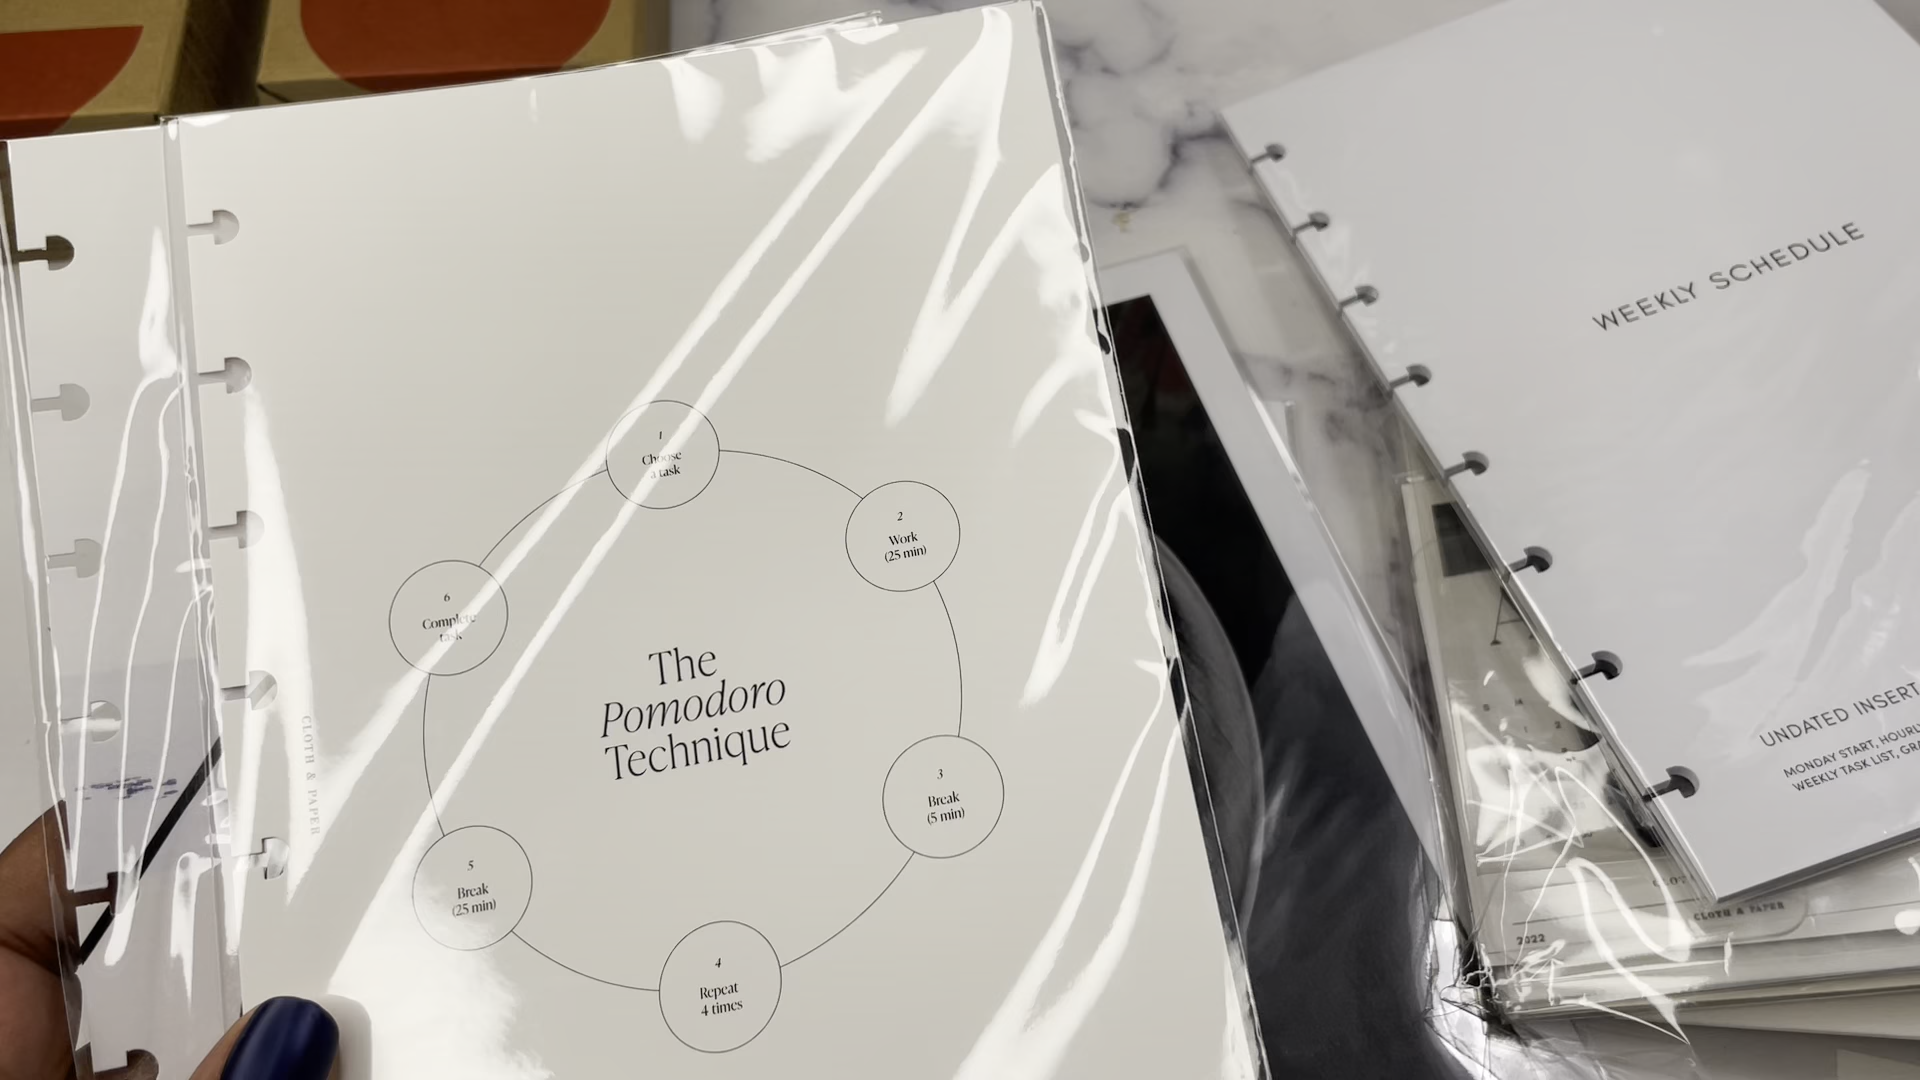 1
Choose
a task
2
Work
(25 min)
3
Break
(5 min)
4
Repeat
4 times
5
Break
(25 min)
6
Complete
task
The
Pomodoro
Technique
CLOTH & PAPER
WEEKLY SCHEDULE
UNDATED INSERT
MONDAY START, HOURL
WEEKLY TASK LIST, GRA
CLOTH & PAPER
2022